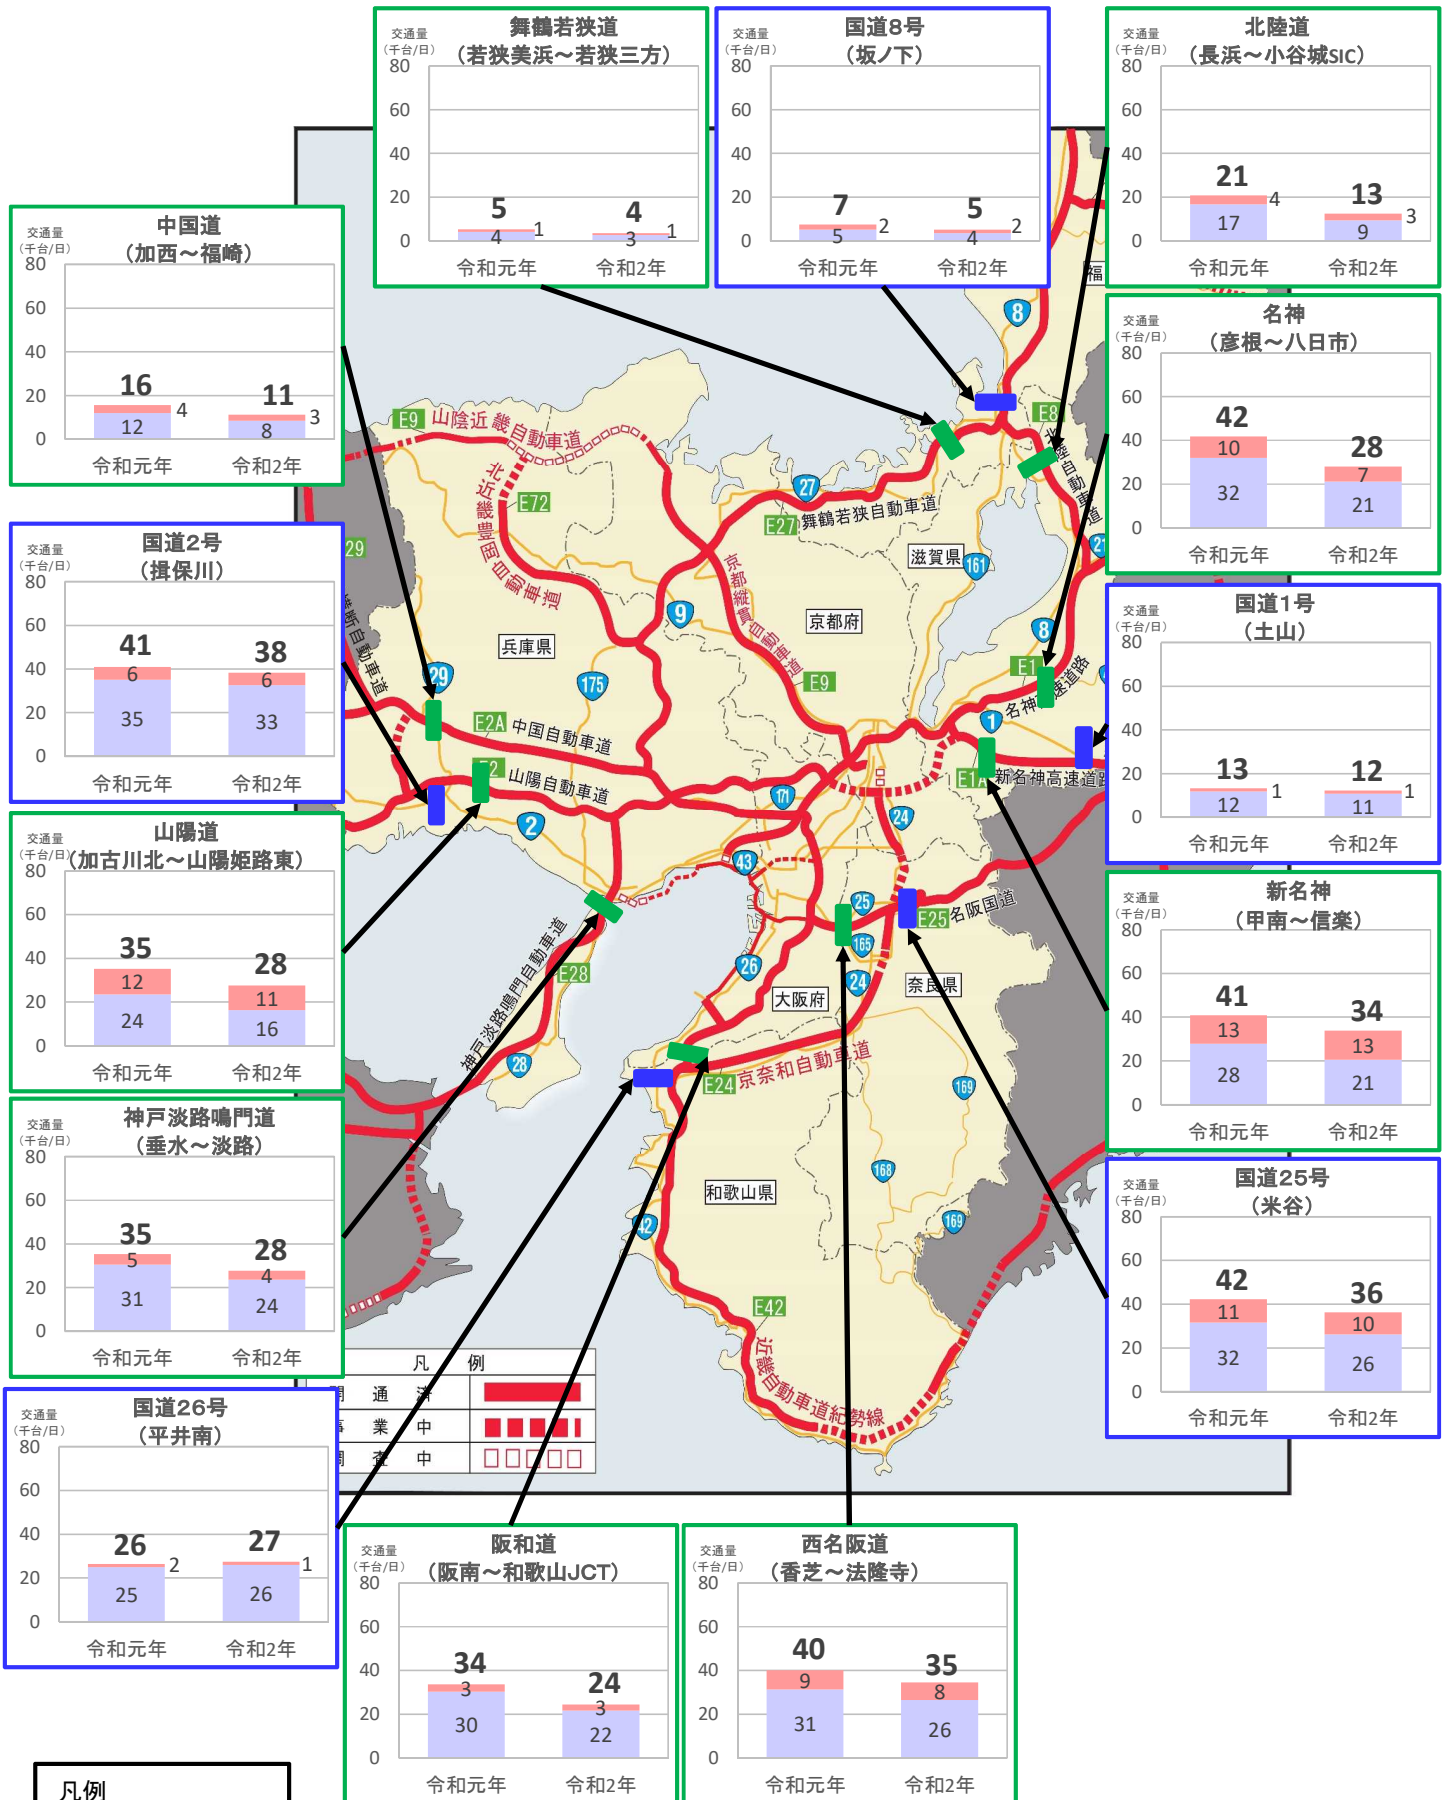 交通量
(千台/日)
舞鶴若狭道
(若狭美浜～若狭三方)
80
60
40
20
0
5
1
4
4
1
3
令和元年
令和2年
交通量
(千台/日)
国道8号
(坂ノ下)
80
60
40
20
0
7
2
5
5
2
4
令和元年
令和2年
交通量
(千台/日)
北陸道
(長浜～小谷城SIC)
80
60
40
20
0
21
4
17
13
3
9
令和元年
令和2年
交通量
(千台/日)
中国道
(加西～福崎)
80
60
40
20
0
16
4
12
11
3
8
令和元年
令和2年
交通量
(千台/日)
名神
(彦根～八日市)
80
60
40
20
0
42
10
32
28
7
21
令和元年
令和2年
交通量
(千台/日)
国道2号
(揖保川)
80
60
40
20
0
41
6
35
38
6
33
令和元年
令和2年
交通量
(千台/日)
国道1号
(土山)
80
60
40
20
0
13
1
12
12
1
11
令和元年
令和2年
交通量
(千台/日)
山陽道
(加古川北～山陽姫路東)
80
60
40
20
0
35
12
24
28
11
16
令和元年
令和2年
交通量
(千台/日)
新名神
(甲南～信楽)
80
60
40
20
0
41
13
28
34
13
21
令和元年
令和2年
交通量
(千台/日)
神戸淡路鳴門道
(垂水～淡路)
80
60
40
20
0
35
5
31
28
4
24
令和元年
令和2年
交通量
(千台/日)
国道25号
(米谷)
80
60
40
20
0
42
11
32
36
10
26
令和元年
令和2年
交通量
(千台/日)
国道26号
(平井南)
80
60
40
20
0
26
2
25
27
1
26
令和元年
令和2年
交通量
(千台/日)
阪和道
(阪南～和歌山JCT)
80
60
40
20
0
34
3
30
24
3
22
令和元年
令和2年
交通量
(千台/日)
西名阪道
(香芝～法隆寺)
80
60
40
20
0
40
9
31
35
8
26
令和元年
令和2年
福
8
E8
北陸自動車道
E9
山陰近畿自動車道
北近畿豊岡自動車道
E72
27
E27
舞鶴若狭自動車道
滋賀県
161
21
29
横断自動車道
京都縦貫自動車道
9
京都府
兵庫県
8
29
175
E9
E1
名神高速道路
E2A
中国自動車道
1
E2
山陽自動車道
E1A
新名神高速道路
171
2
24
43
25
E25
名阪国道
165
神戸淡路鳴門自動車道
E28
26
24
大阪府
奈良県
28
E24
京奈和自動車道
169
168
和歌山県
42
169
E42
近畿自動車道紀勢線
凡例
開通済
事業中
調査中
凡例